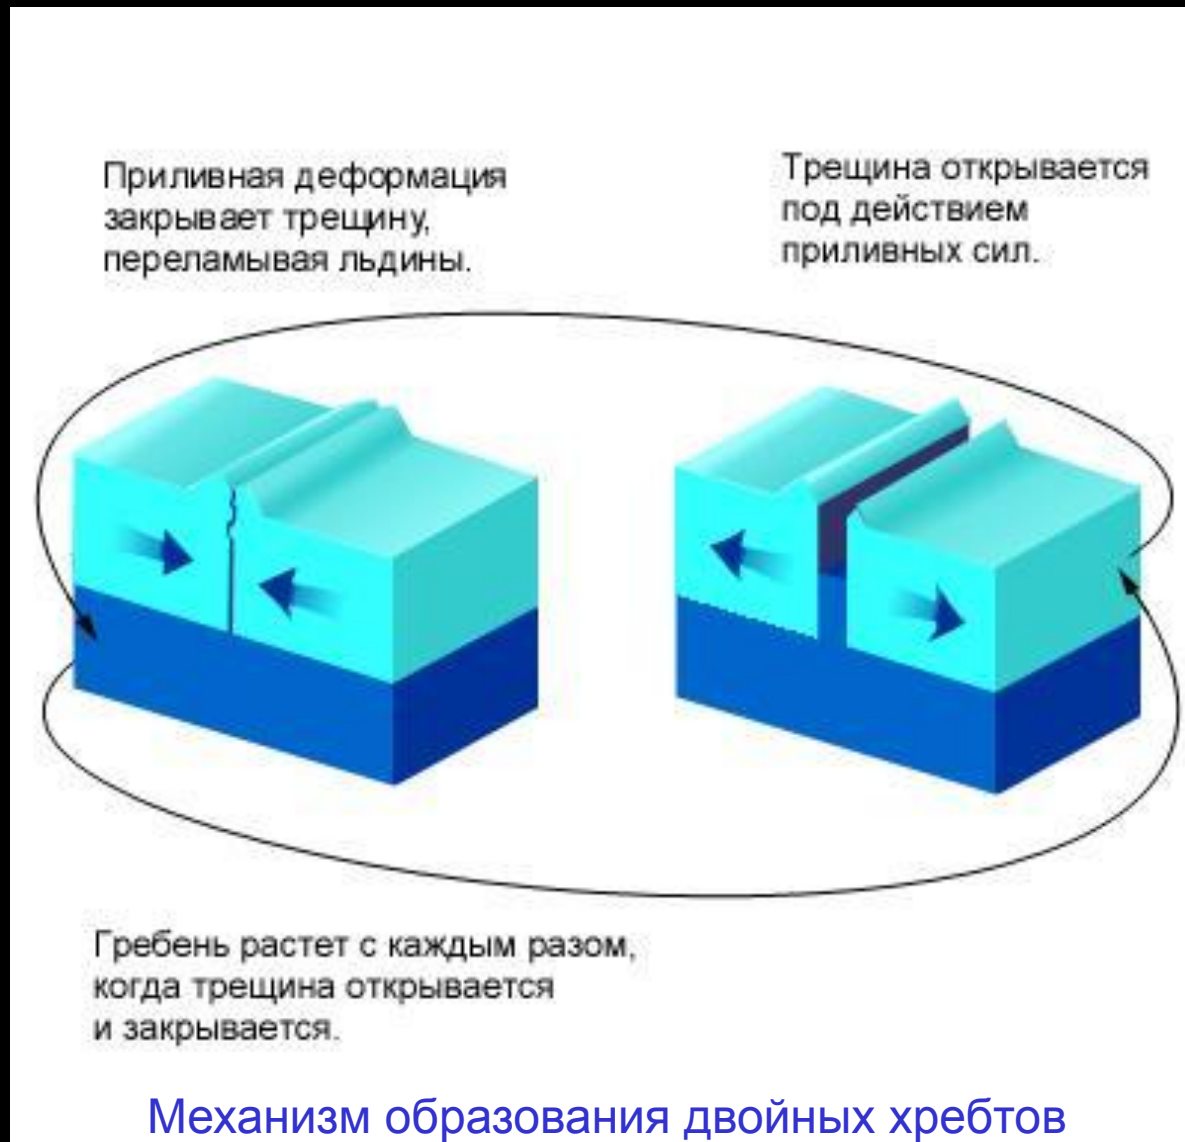 Приливная деформация
закрывает трещину,
переламывая льдины.
Трещина открывается
под действием
приливных сил.
Гребень растет с каждым разом,
когда трещина открывается
и закрывается.
Механизм образования двойных хребтов